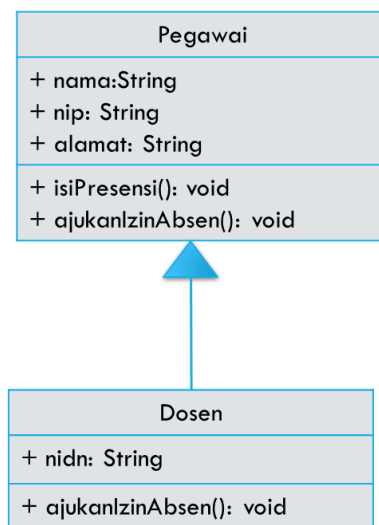 Pegawai
+ nama:String
+ nip: String
+ alamat: String
+ isiPresensi(): void
+ ajukanIzinAbsen(): void
Dosen
+ nidn: String
+ ajukanIzinAbsen(): void